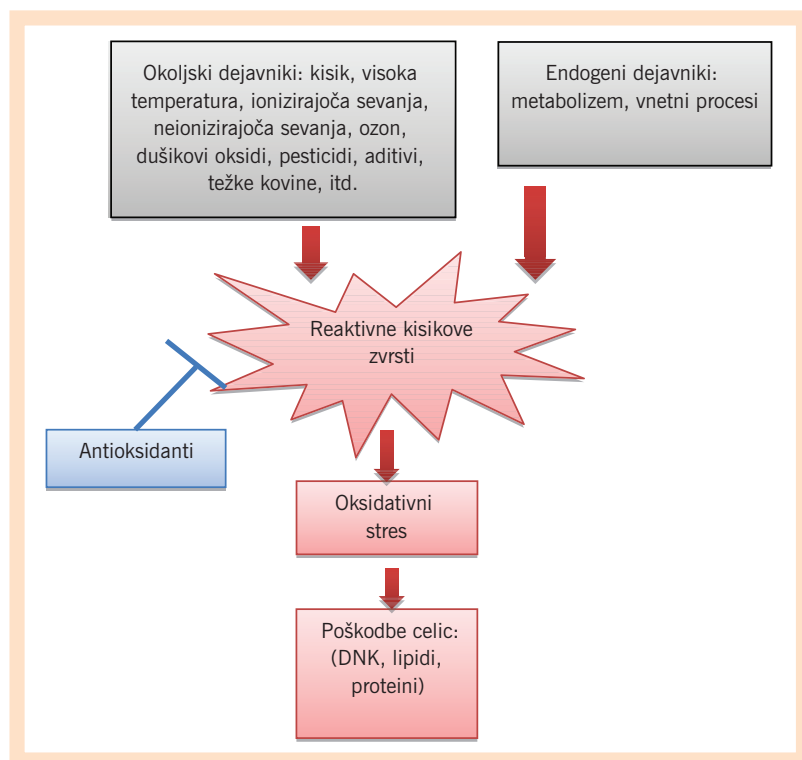 Okoljski dejavniki: kisik, visoka
temperatura, ionizirajoča sevanja,
neionizirajoča sevanja, ozon,
dušikovi oksidi, pesticidi, aditivi,
težke kovine, itd.
Endogeni dejavniki:
metabolizem, vnetni procesi
Reaktivne kisikove
zvrsti
Antioksidanti
Oksidativni
stres
Poškodbe celic:
(DNK, lipidi,
proteini)